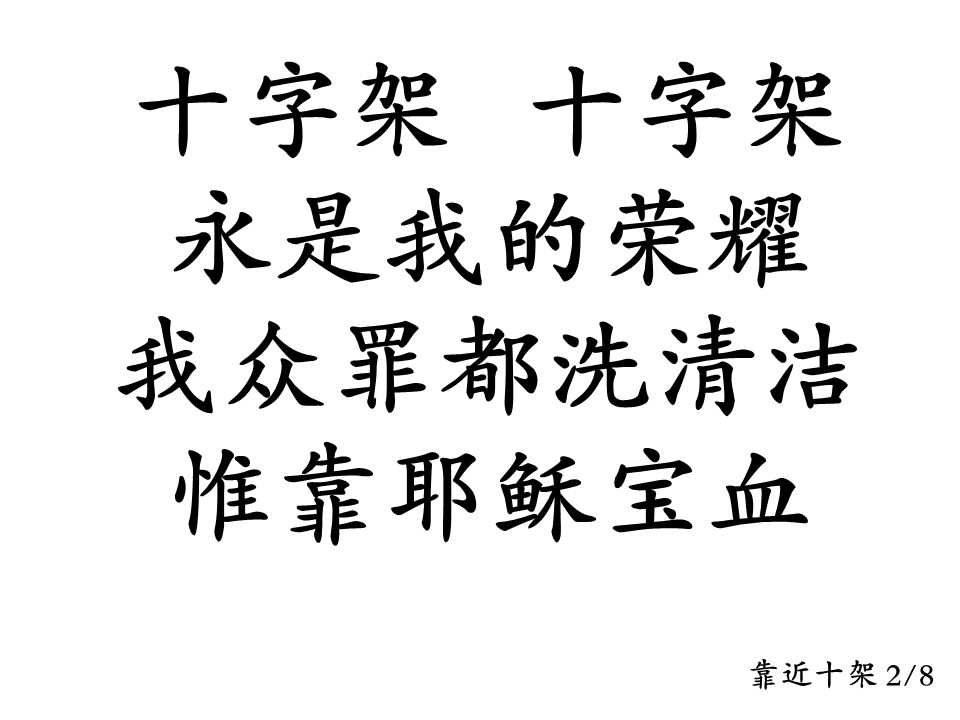 十字架 十字架
永是我的荣耀
我众罪都洗清洁
惟靠耶稣宝血
靠近十架 2/8